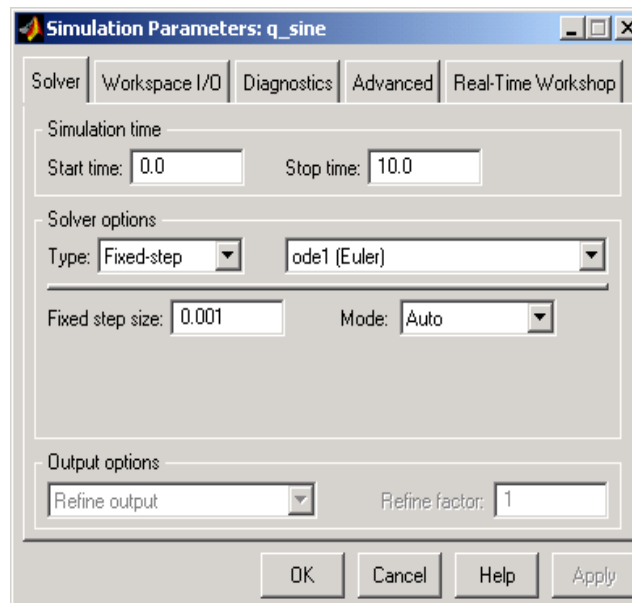 Simulation Parameters: q_sine
Solver Workspace I/O Diagnostics Advanced Real-Time Workshop
Simulation time
Start time: 0.0 Stop time: 10.0
Solver options
Type: Fixed-step ode1 (Euler)
Fixed step size: 0.001 Mode: Auto
Output options
Refine output Refine factor: 1
OK Cancel Help Apply